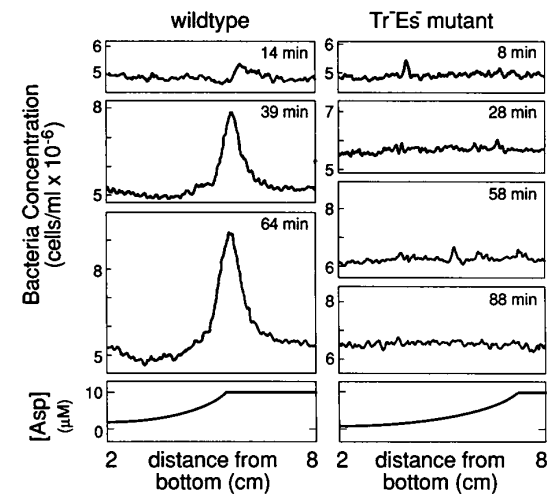 wildtype
Tr⁻Es⁻ mutant
Bacteria Concentration
(cells/ml x 10⁻⁶)
6
5
14 min
8
5
39 min
8
5
64 min
6
5
8 min
7
5
28 min
8
6
58 min
8
6
88 min
[Asp]
(μM)
10
0
2
distance from
bottom (cm)
8
2
distance from
bottom (cm)
8